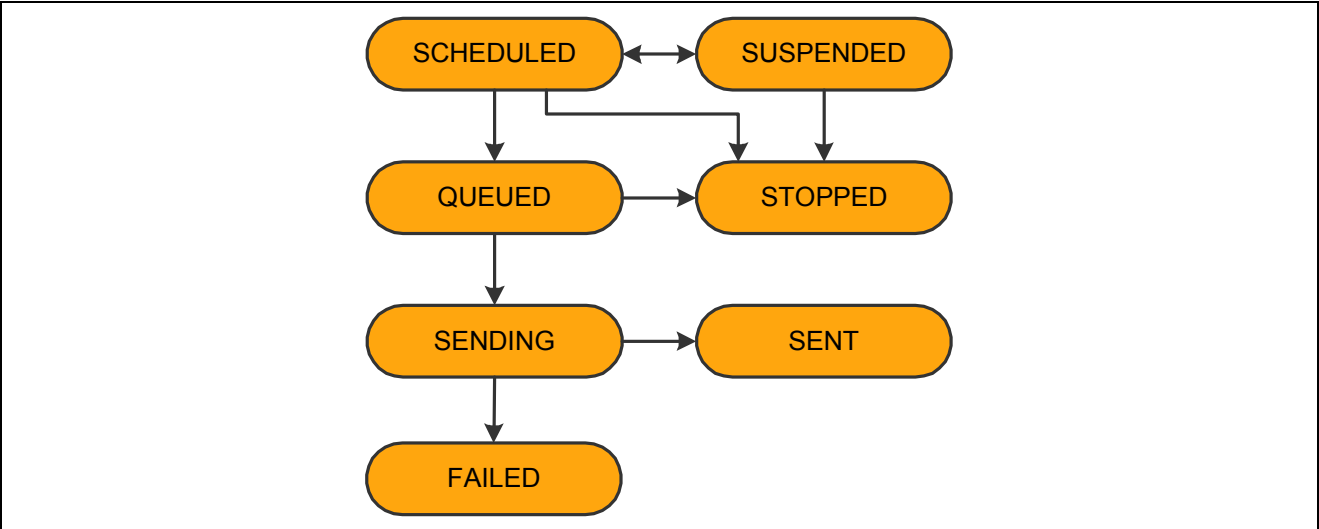 SCHEDULED
SUSPENDED
QUEUED
STOPPED
SENDING
SENT
FAILED